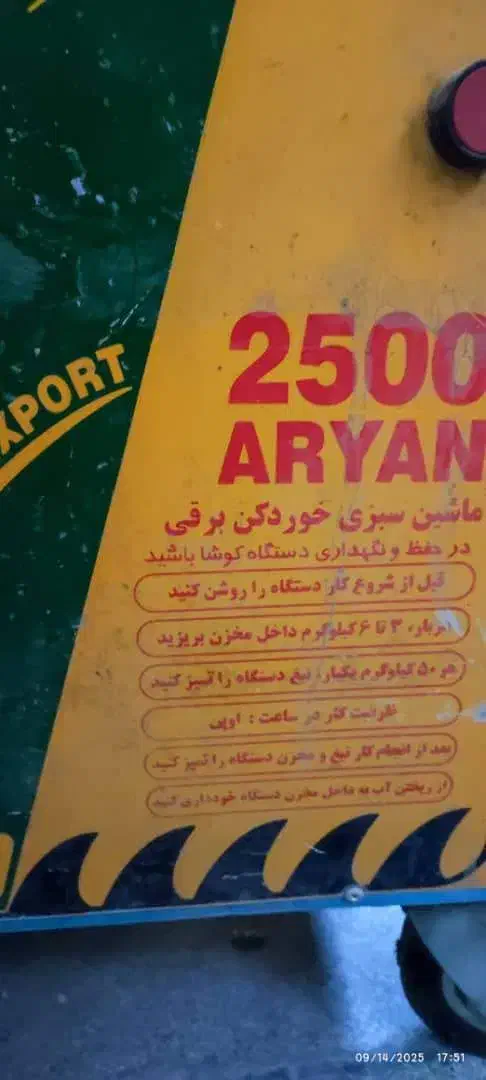 XPORT
2500
ARYAN
ماشین سبزی خوردکن برقی
در حفظ و نگهداری دستگاه کوشا باشید
قبل از شروع کار دستگاه را روشن کنید
هربار، ۳ تا ۶ کیلوگرم داخل مخزن بریزید
هر ۵۰ کیلوگرم یکبار، تیغ دستگاه را تمیز کنید
ظرفیت کار در ساعت :
بعد از انجام کار تیغ و مخزن دستگاه را تمیز کنید
از ریختن آب به داخل مخزن دستگاه خودداری کنید
09/14/2025 17:51